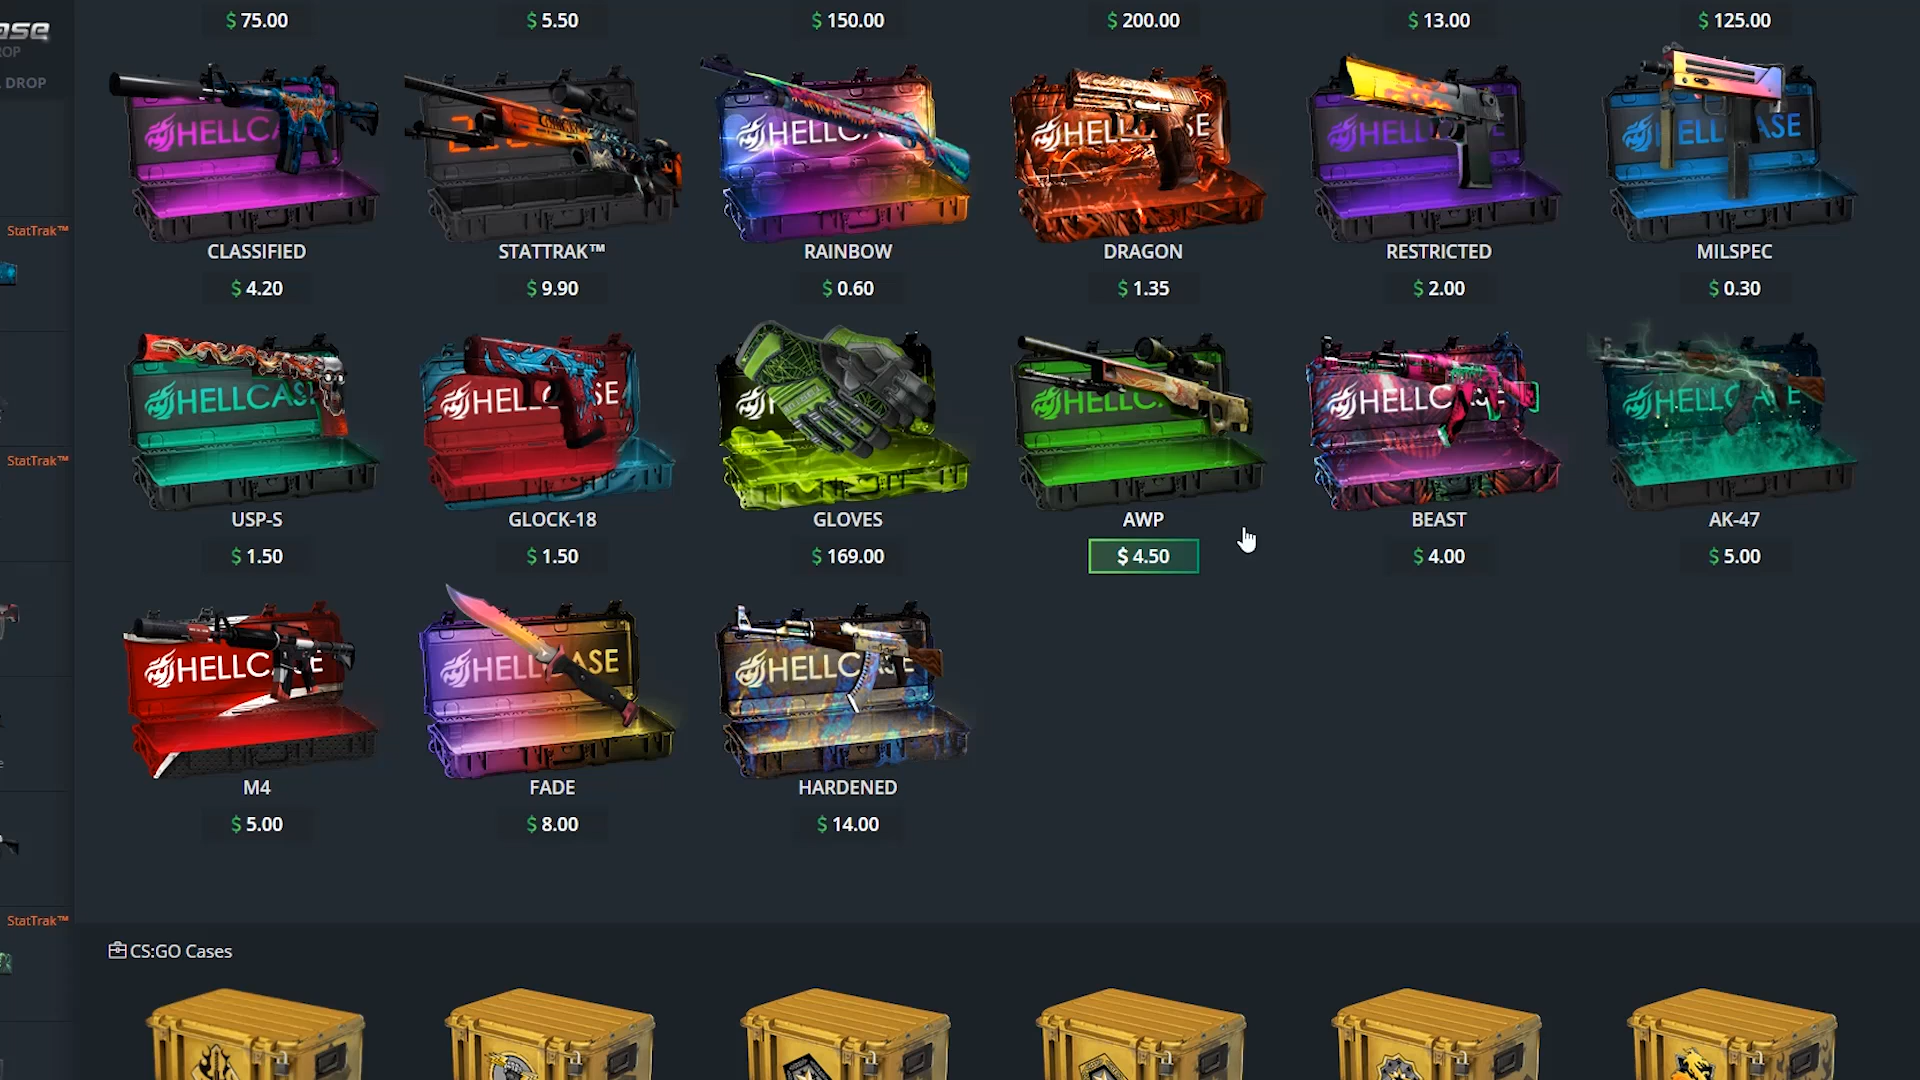 $ 75.00
$ 5.50
$ 150.00
$ 200.00
$ 13.00
$ 125.00
DROP
CLASSIFIED
STATTRAK™
RAINBOW
DRAGON
RESTRICTED
MILSPEC
$ 4.20
$ 9.90
$ 0.60
$ 1.35
$ 2.00
$ 0.30
StatTrak™
HELLCASE
USP-S
GLOCK-18
GLOVES
AWP
BEAST
AK-47
$ 1.50
$ 1.50
$ 169.00
$ 4.50
$ 4.00
$ 5.00
StatTrak™
M4
FADE
HARDENED
$ 5.00
$ 8.00
$ 14.00
StatTrak™
CS:GO Cases